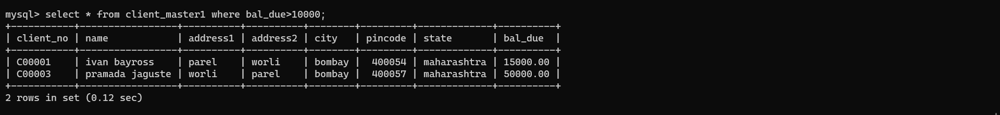 mysql> select * from client_master1 where bal_due>10000;
+-----------+-----------------+----------+----------+--------+---------+-------------+----------+
| client_no | name            | address1 | address2 | city   | pincode | state       | bal_due  |
+-----------+-----------------+----------+----------+--------+---------+-------------+----------+
| C00001    | ivan bayross    | parel    | worli    | bombay |  400054 | maharashtra | 15000.00 |
| C00003    | pramada jaguste | worli    | parel    | bombay |  400057 | maharashtra | 50000.00 |
+-----------+-----------------+----------+----------+--------+---------+-------------+----------+
2 rows in set (0.12 sec)